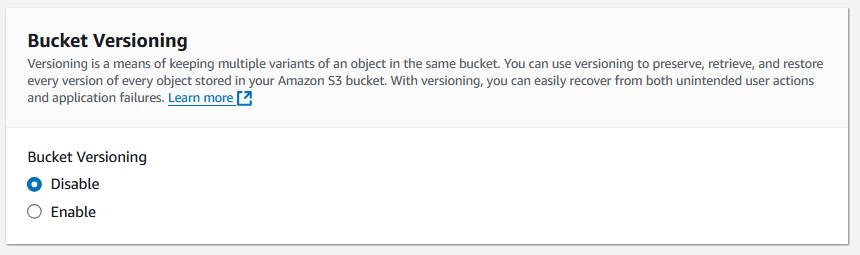 Bucket Versioning
Versioning is a means of keeping multiple variants of an object in the same bucket. You can use versioning to preserve, retrieve, and restore
every version of every object stored in your Amazon S3 bucket. With versioning, you can easily recover from both unintended user actions
and application failures. Learn more
Bucket Versioning
Disable
Enable